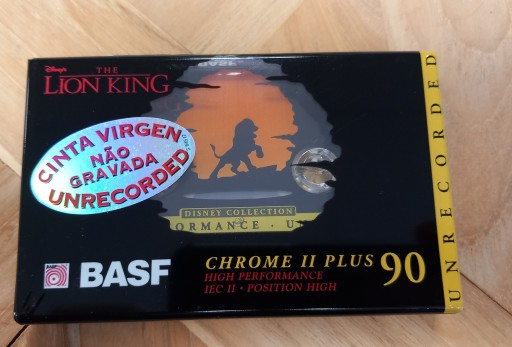 Disney's
THE
LION KING
CINTA VIRGEN
NÃO
GRAVADA
UNRECORDED
DISNEY COLLECTION
ORMANCE · U
BASF
CHROME II PLUS 90
HIGH PERFORMANCE
IEC II · POSITION HIGH
UNRECORDED